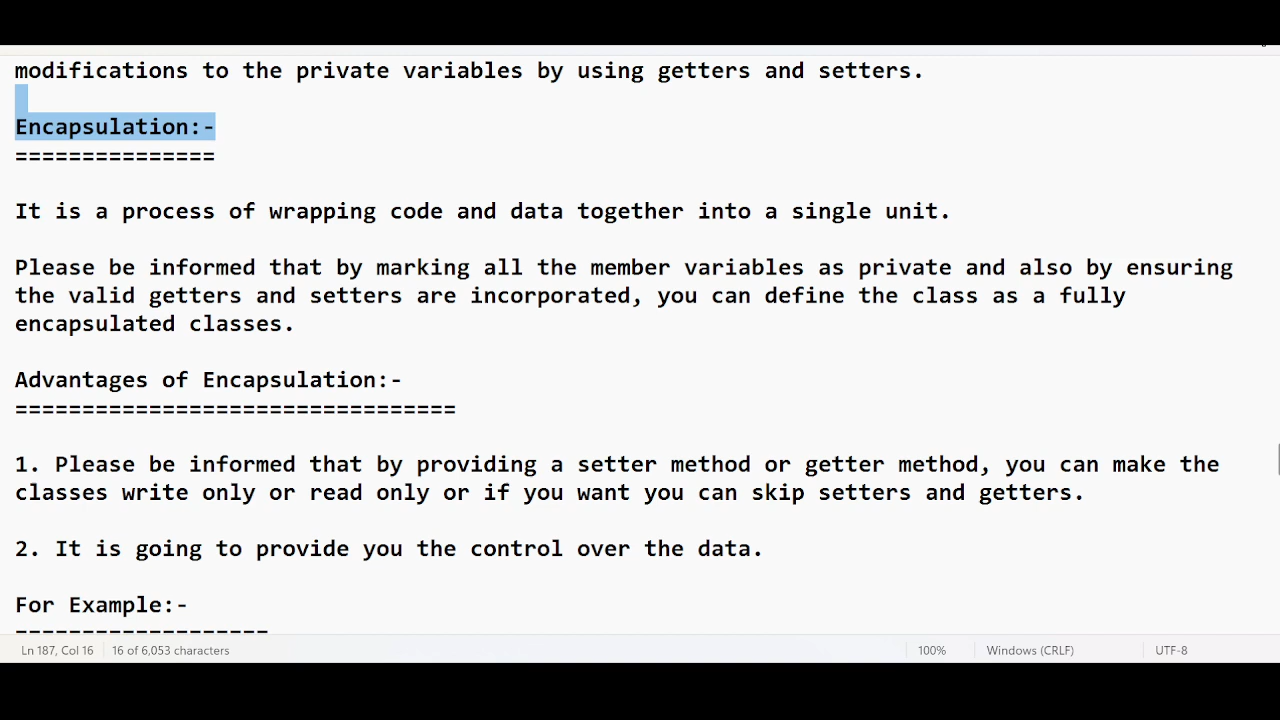 modifications to the private variables by using getters and setters.
Encapsulation:-
===============
It is a process of wrapping code and data together into a single unit.
Please be informed that by marking all the member variables as private and also by ensuring
the valid getters and setters are incorporated, you can define the class as a fully
encapsulated classes.
Advantages of Encapsulation:-
=================================
1. Please be informed that by providing a setter method or getter method, you can make the
classes write only or read only or if you want you can skip setters and getters.
2. It is going to provide you the control over the data.
For Example:-
===================
Ln 187, Col 16 16 of 6,053 characters 100% Windows (CRLF) UTF-8